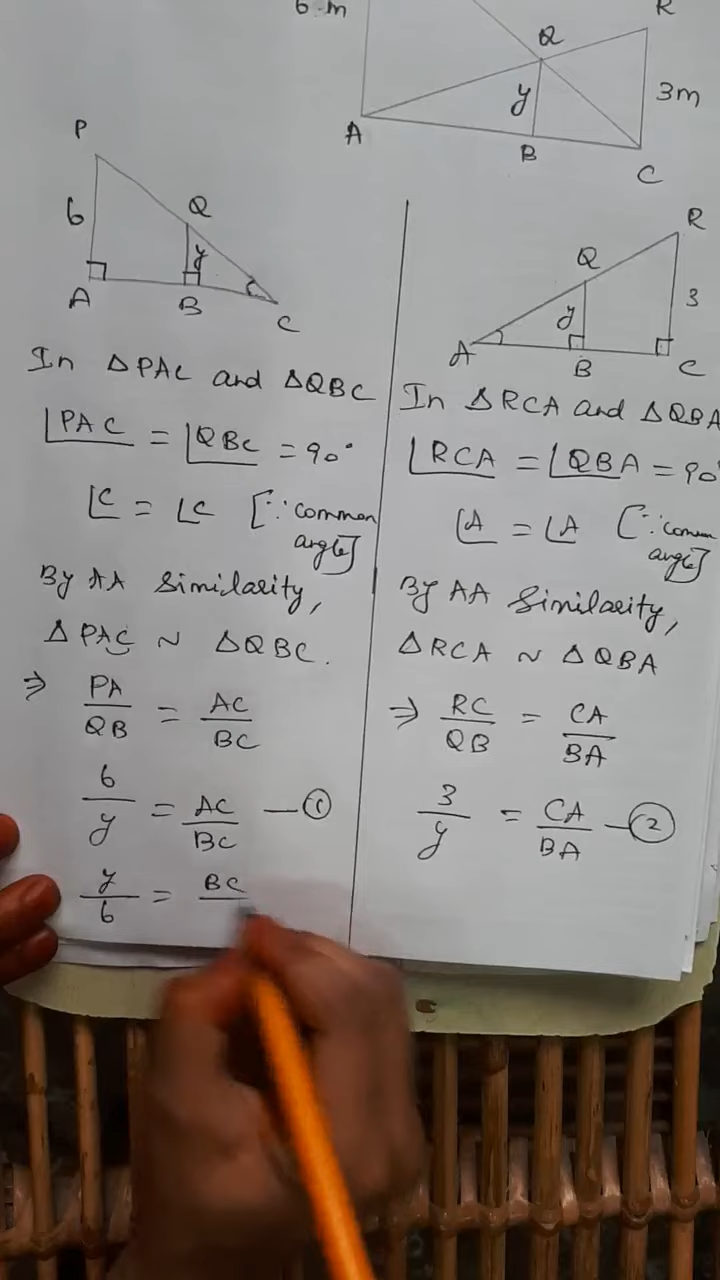 6 m
R
Q
y
3m
A
B
C
P
6
Q
y
A
B
C
In ΔPAC and ΔQBC
∠PAC = ∠QBC = 90°
∠C = ∠C [∵ common
angle]
By AA Similarity,
ΔPAC ~ ΔQBC.
⇒ PA/QB = AC/BC
6/y = AC/BC — ①
y/6 = BC
R
Q
3
y
A
B
C
In ΔRCA and ΔQBA
∠RCA = ∠QBA = 90°
∠A = ∠A [∵ common
angle]
By AA Similarity,
ΔRCA ~ ΔQBA
⇒ RC/QB = CA/BA
3/y = CA/BA — ②